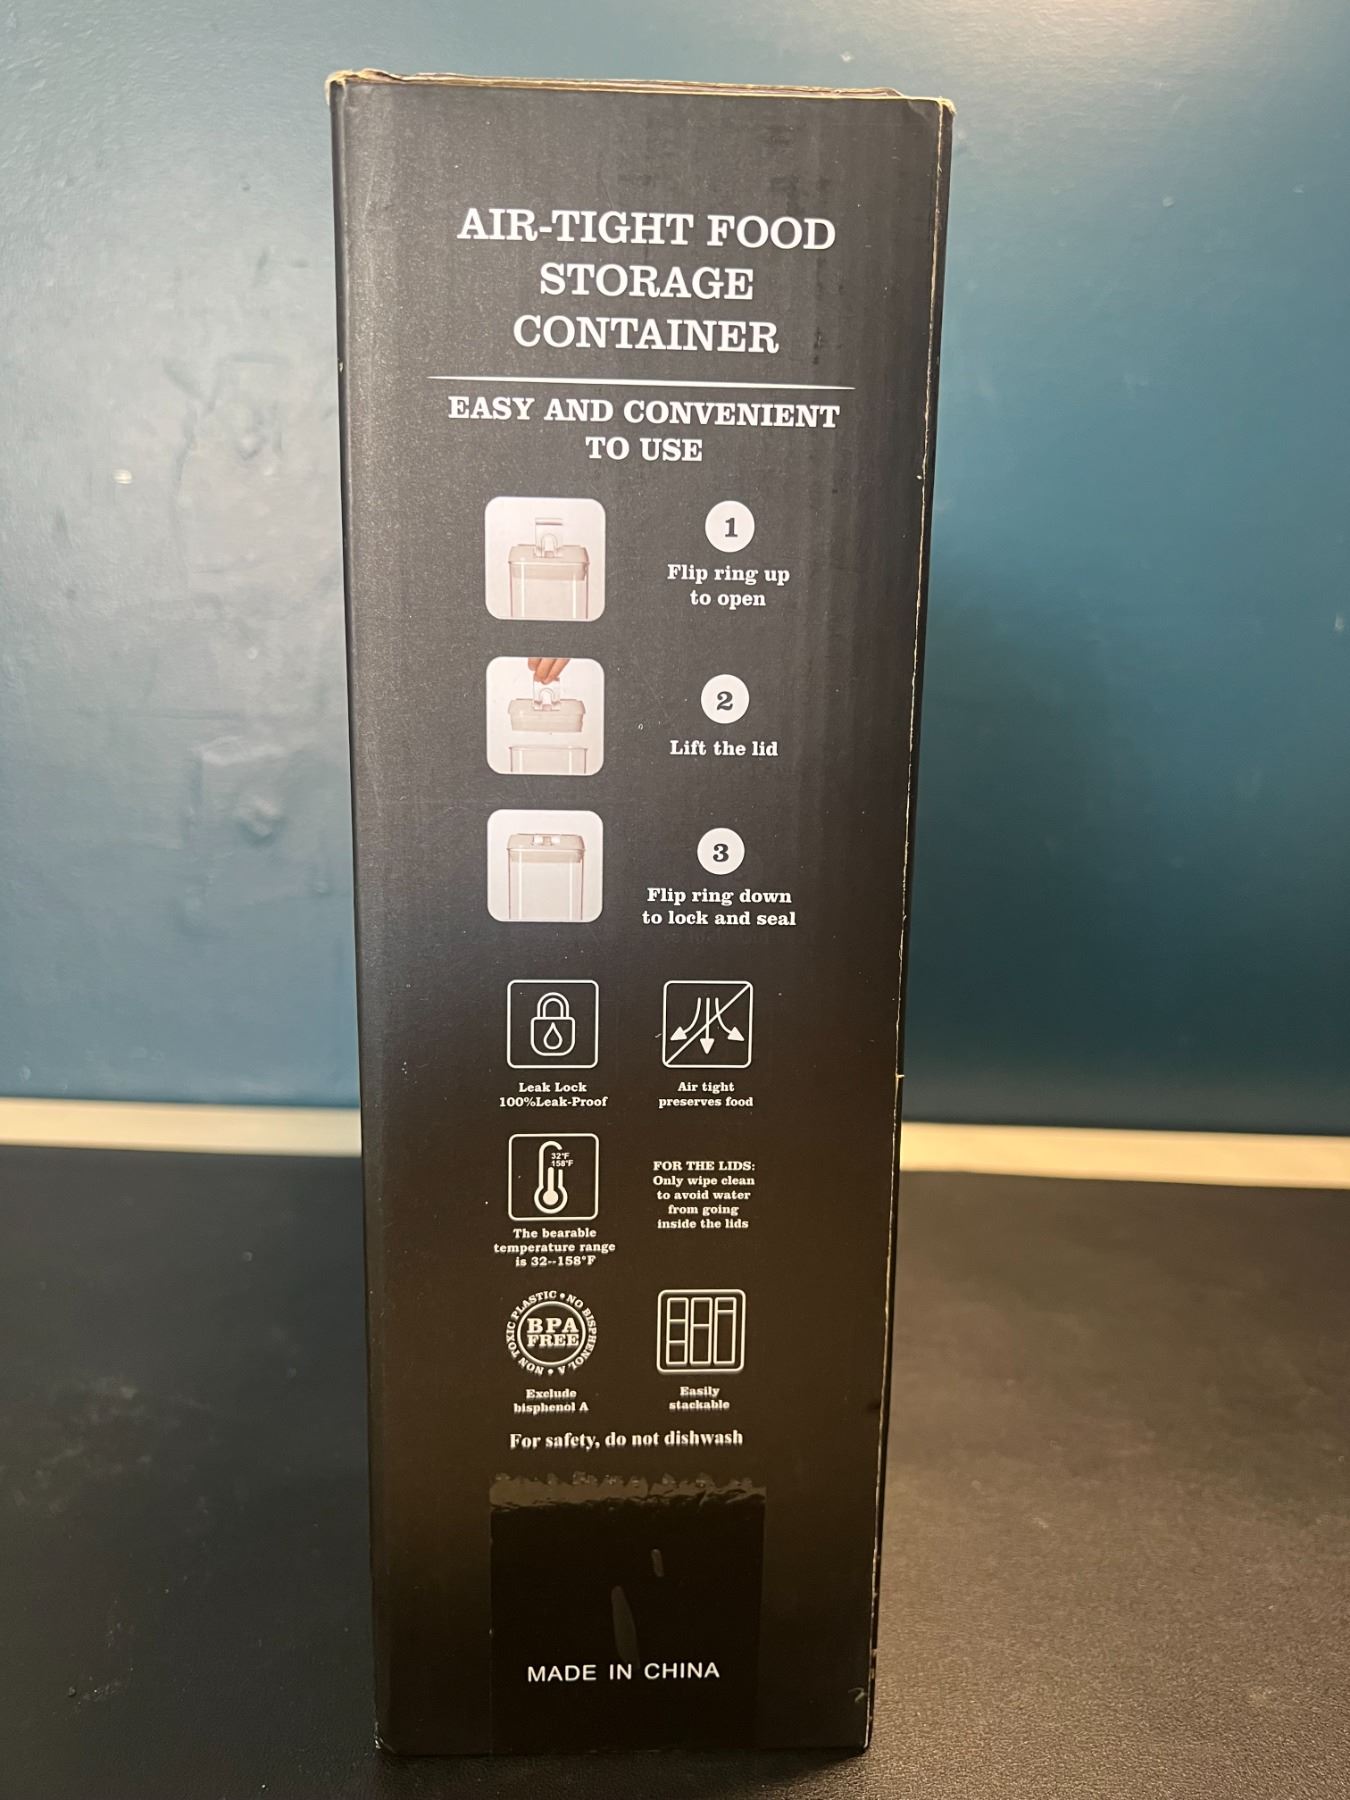 AIR-TIGHT FOOD
STORAGE
CONTAINER
EASY AND CONVENIENT
TO USE
1
Flip ring up
to open
2
Lift the lid
3
Flip ring down
to lock and seal
Leak Lock
100%Leak-Proof
Air tight
preserves food
32°F
158°F
The bearable
temperature range
is 32--158°F
FOR THE LIDS:
Only wipe clean
to avoid water
from going
inside the lids
NON TOXIC PLASTIC • NO BISPHENOL A •
BPA
FREE
Exclude
bisphenol A
Easily
stackable
For safety, do not dishwash
MADE IN CHINA